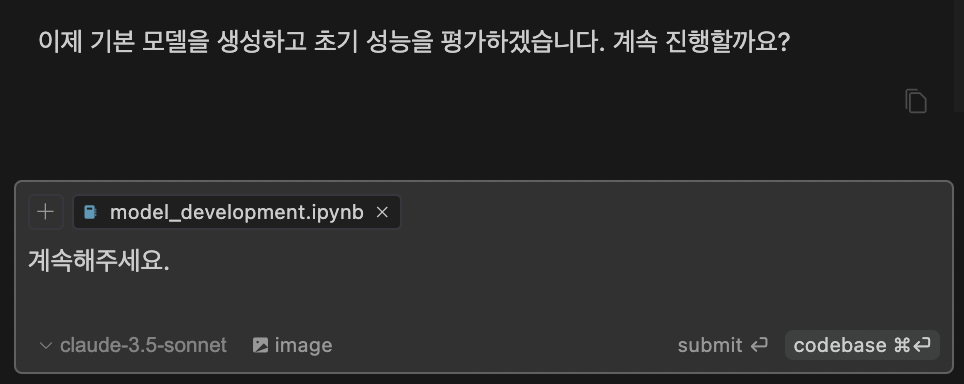 이제 기본 모델을 생성하고 초기 성능을 평가하겠습니다. 계속 진행할까요?
model_development.ipynb
계속해주세요.
claude-3.5-sonnet image submit codebase ⌘⏎